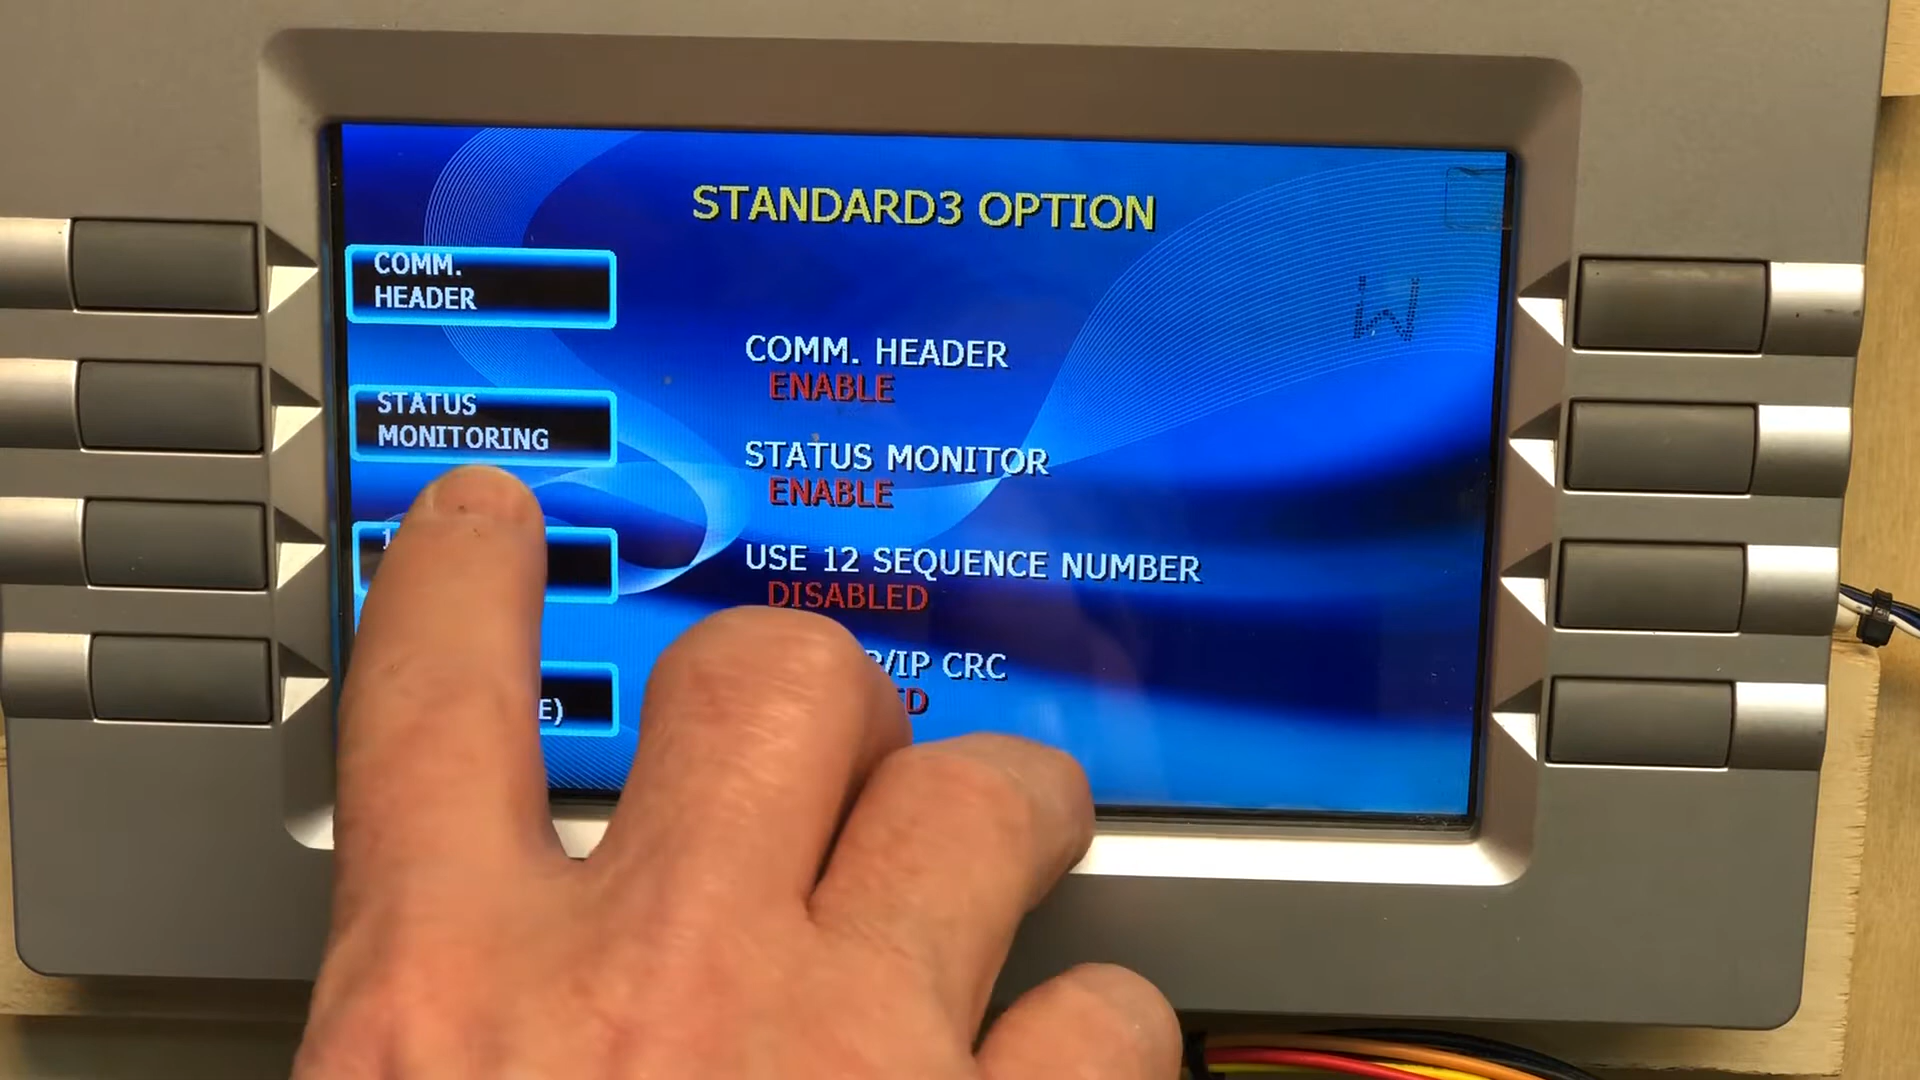 STANDARD3 OPTION
COMM.
HEADER
STATUS
MONITORING
COMM. HEADER
ENABLE
STATUS MONITOR
ENABLE
USE 12 SEQUENCE NUMBER
DISABLED
/IP CRC